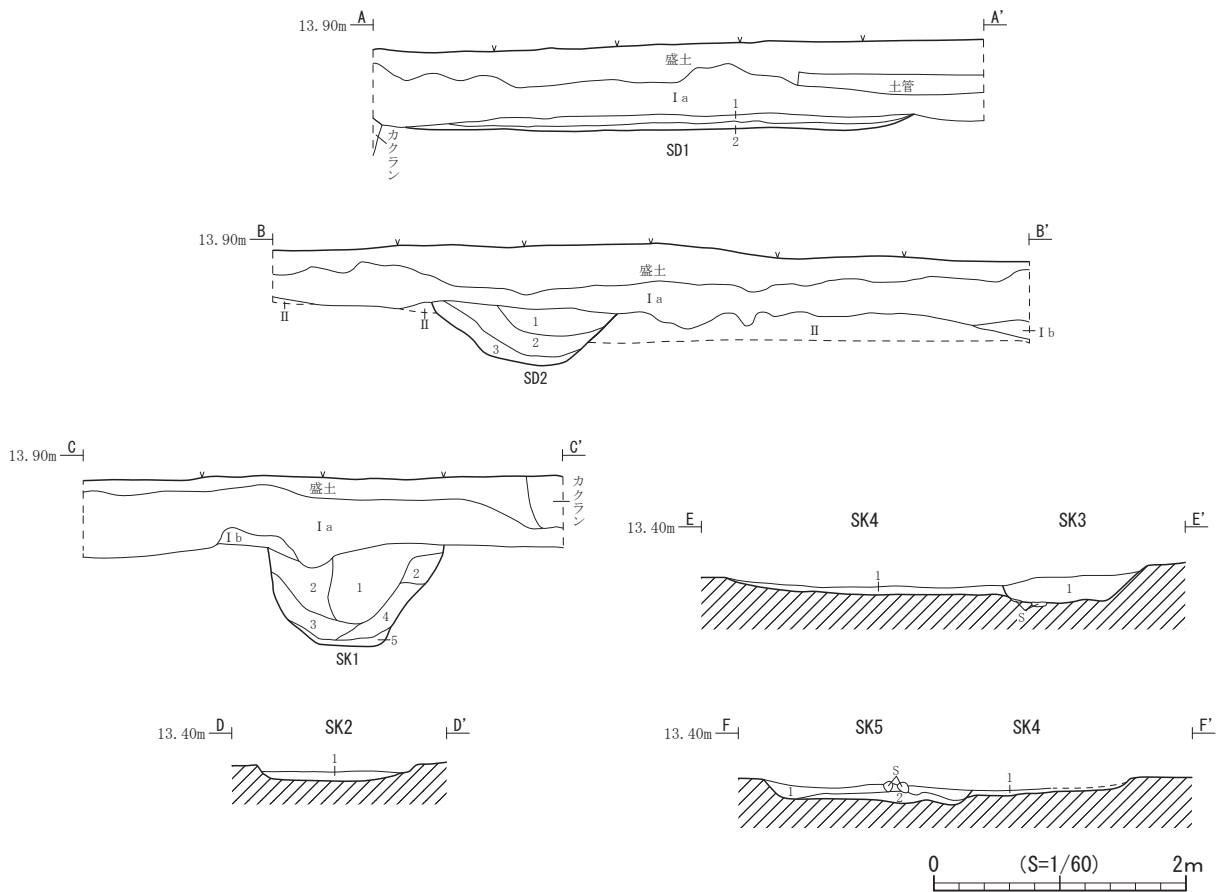 13.90m A A'
盛土
土管
Ⅰa
1
2
カクラン
SD1
13.90m B B'
盛土
Ⅰa
Ⅱ
Ⅱ
1
2
3
Ⅱ
Ⅰb
SD2
13.90m C C'
盛土
カクラン
Ⅰa
Ⅰb
2
1
2
3
4
5
SK1
13.40m E SK4 SK3 E'
1
1
S
13.40m D SK2 D'
1
13.40m F SK5 SK4 F'
S
1
1
2
0 (S=1/60) 2m